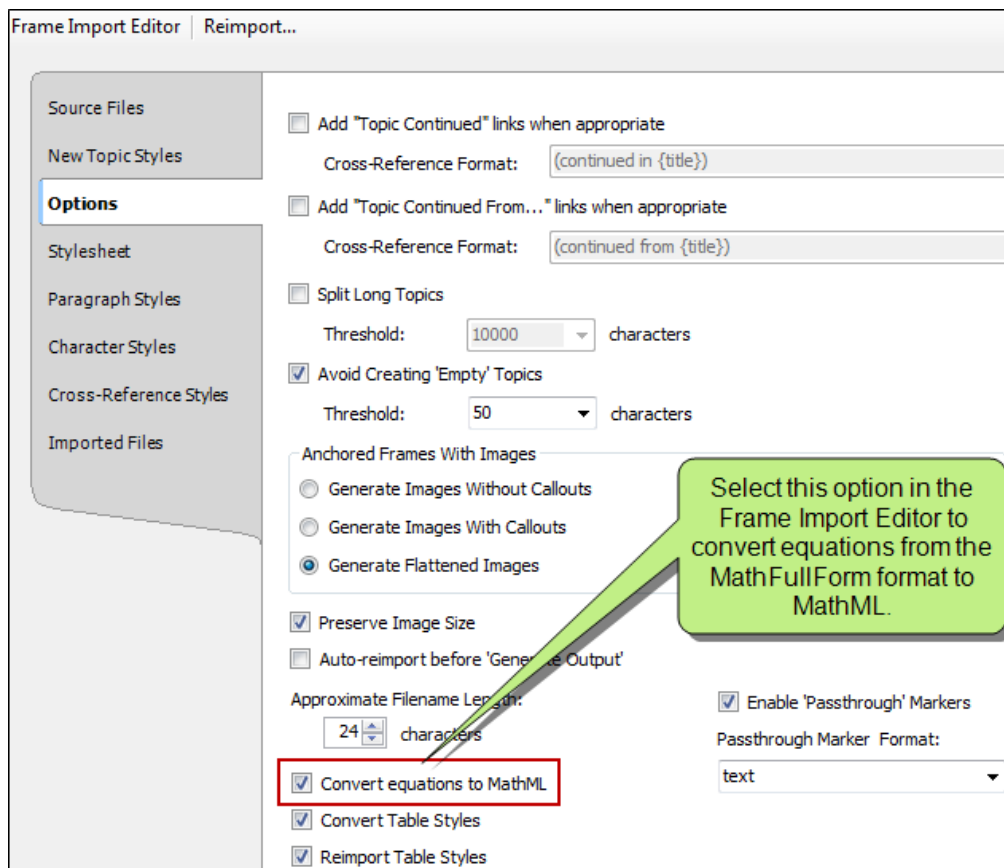 Frame Import Editor Reimport...
Source Files
New Topic Styles
Options
Stylesheet
Paragraph Styles
Character Styles
Cross-Reference Styles
Imported Files
Add "Topic Continued" links when appropriate
Cross-Reference Format: (continued in {title})
Add "Topic Continued From..." links when appropriate
Cross-Reference Format: (continued from {title})
Split Long Topics
Threshold: 10000 characters
Avoid Creating 'Empty' Topics
Threshold: 50 characters
Anchored Frames With Images
Generate Images Without Callouts
Generate Images With Callouts
Generate Flattened Images
Select this option in the
Frame Import Editor to
convert equations from the
MathFullForm format to
MathML.
Preserve Image Size
Auto-reimport before 'Generate Output'
Approximate Filename Length:
24 characters
Enable 'Passthrough' Markers
Passthrough Marker Format:
text
Convert equations to MathML
Convert Table Styles
Reimport Table Styles